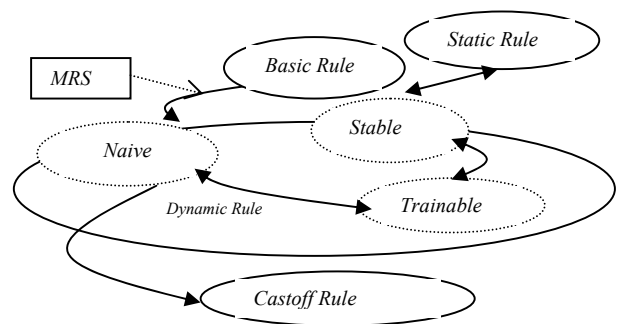 Static Rule
Basic Rule
MRS
Stable
Naive
Dynamic Rule
Trainable
Castoff Rule